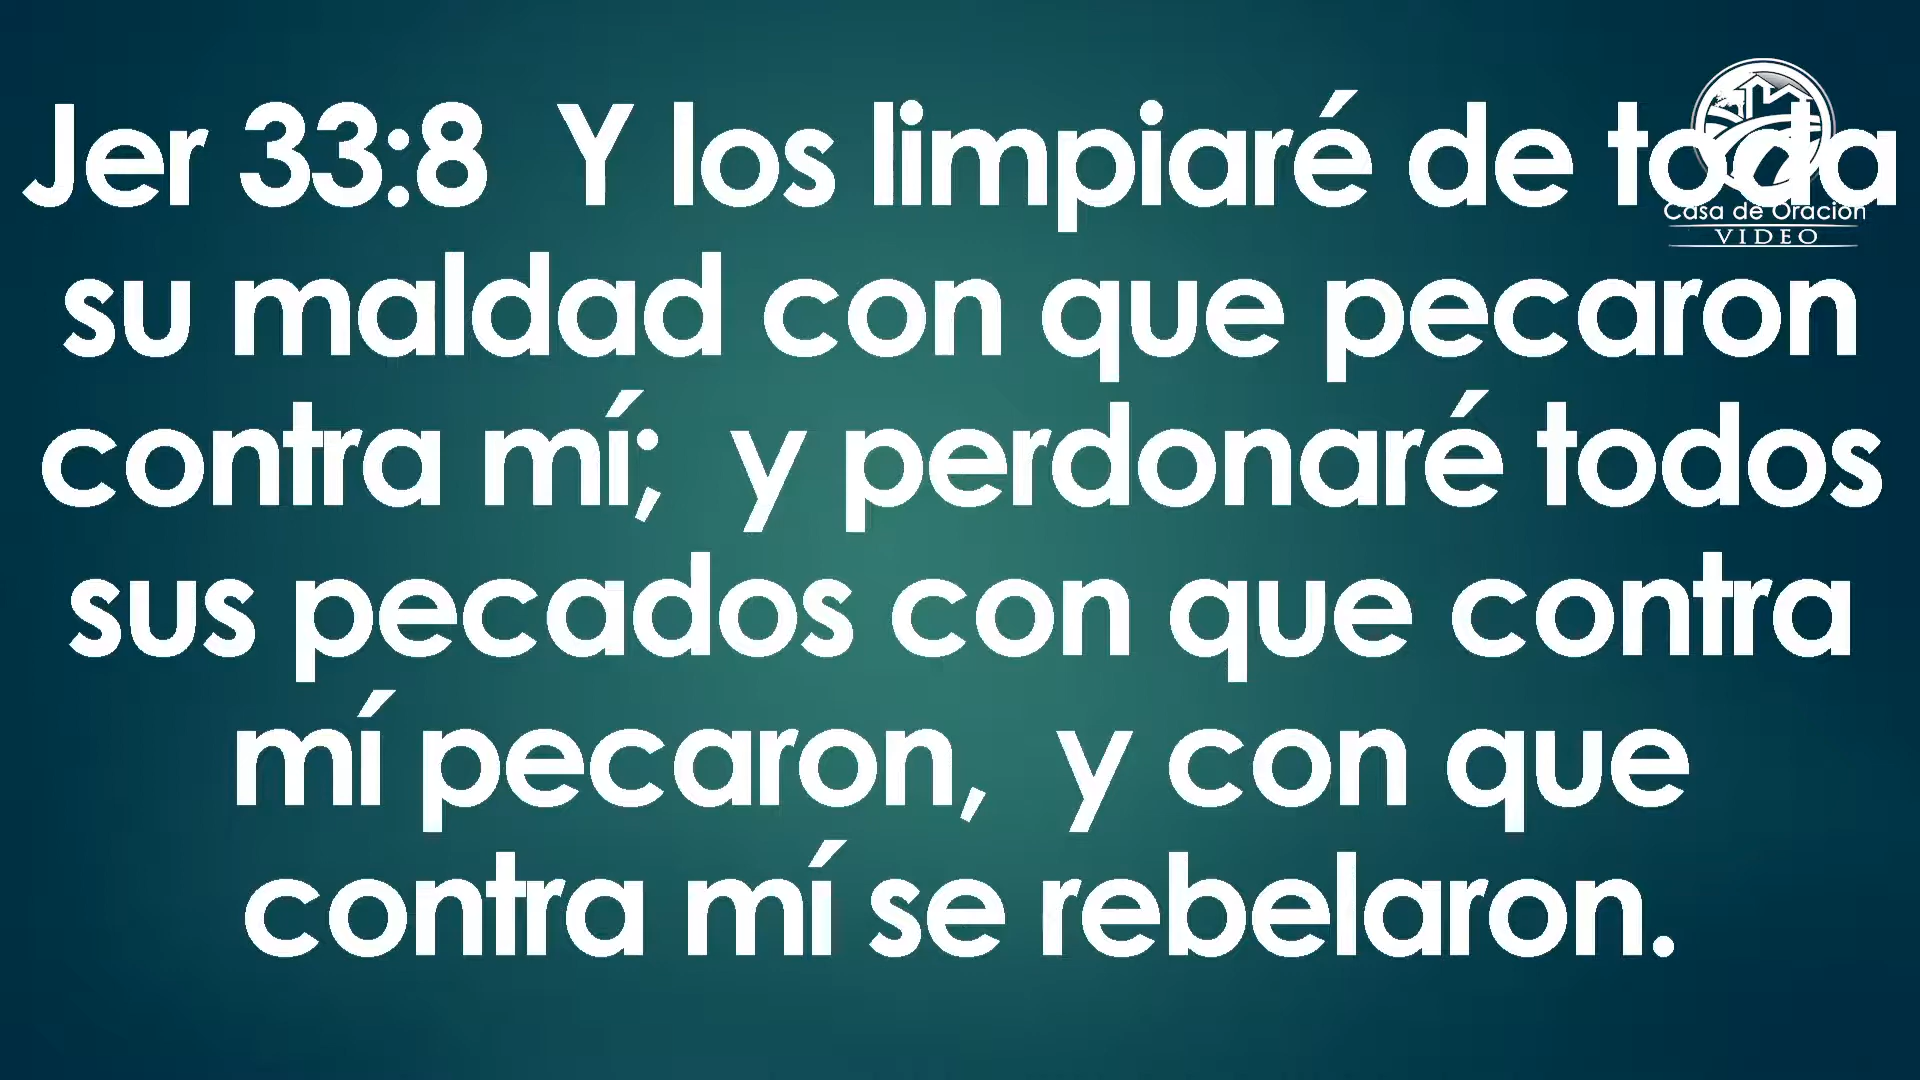 Jer 33:8  Y los limpiaré de toda
Casa de Oración
VIDEO
su maldad con que pecaron
contra mí;  y perdonaré todos
sus pecados con que contra
mí pecaron,  y con que
contra mí se rebelaron.